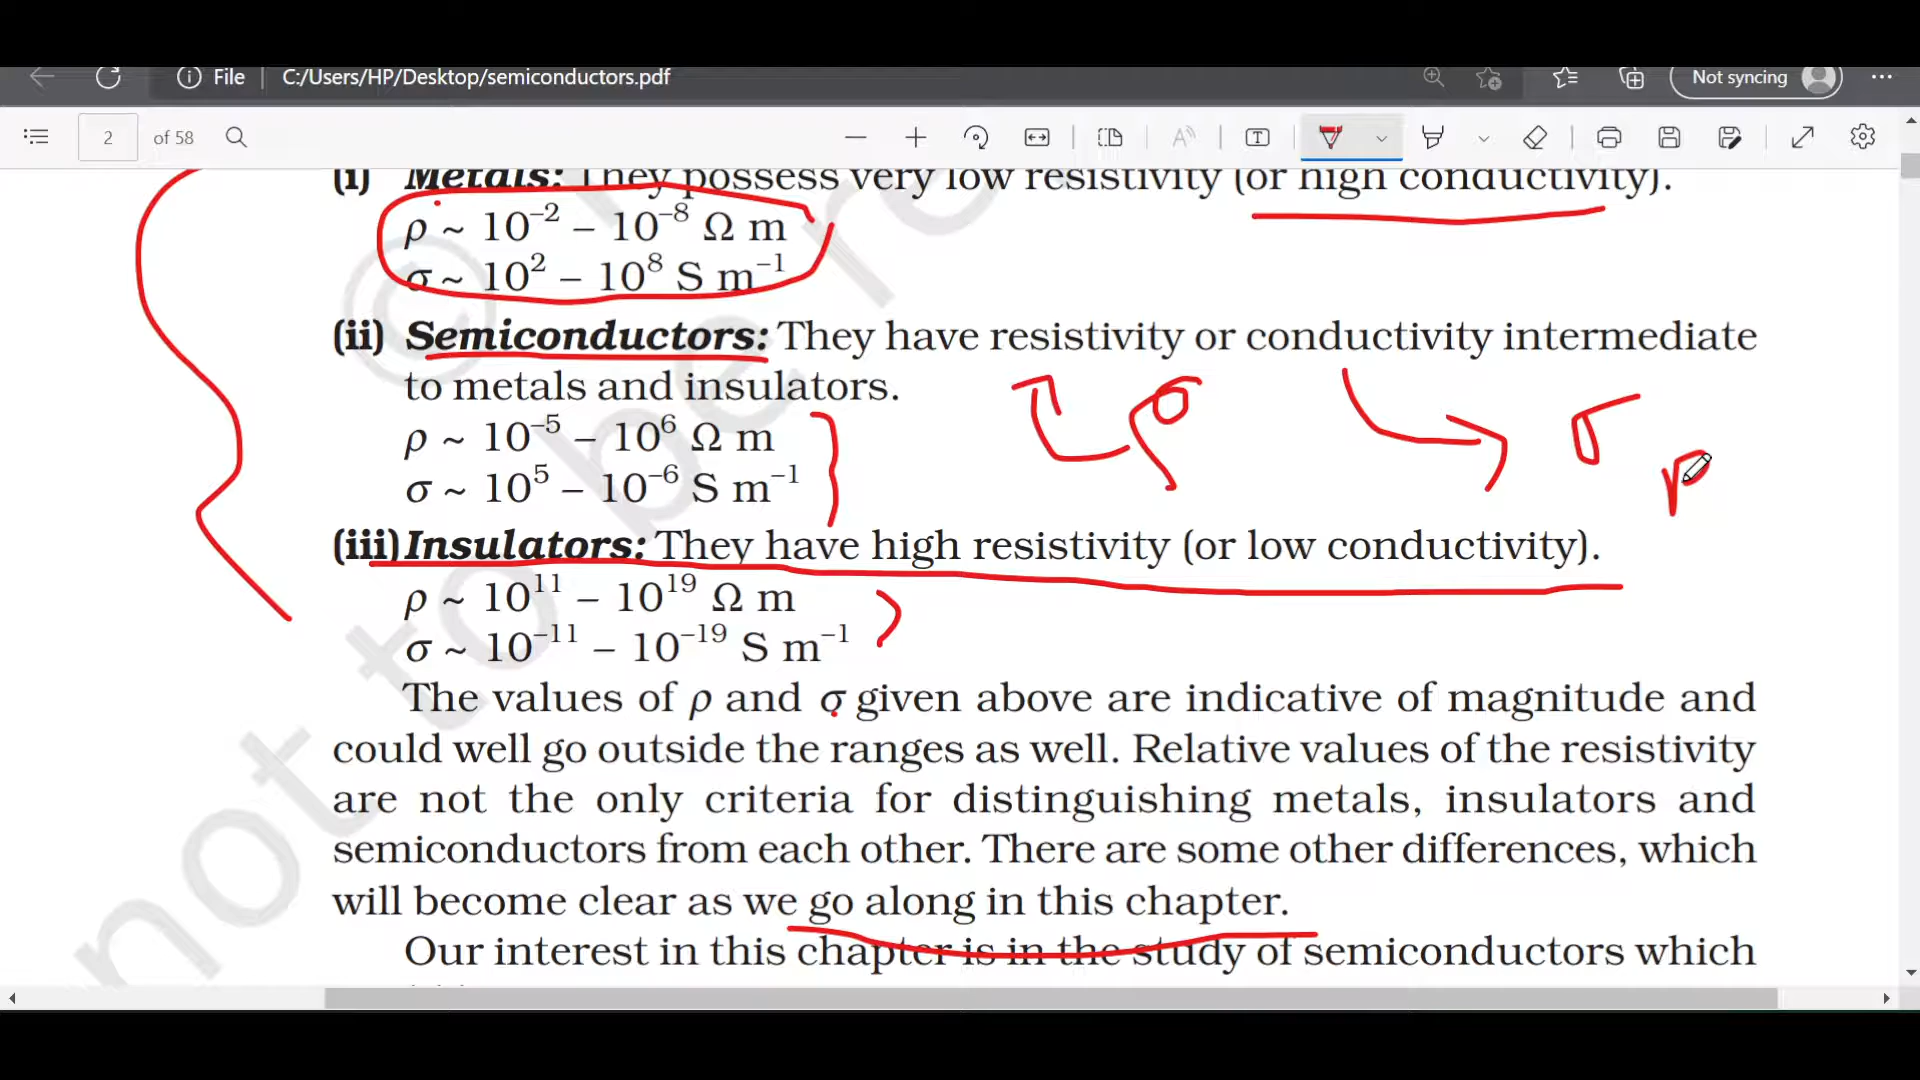 File C:/Users/HP/Desktop/semiconductors.pdf Not syncing
2 of 58
(i) Metals: They possess very low resistivity (or high conductivity).
ρ ~ 10⁻² – 10⁻⁸ Ω m
σ ~ 10² – 10⁸ S m⁻¹
(ii) Semiconductors: They have resistivity or conductivity intermediate
to metals and insulators.
ρ ~ 10⁻⁵ – 10⁶ Ω m
σ ~ 10⁵ – 10⁻⁶ S m⁻¹
ρ σ
(iii) Insulators: They have high resistivity (or low conductivity).
ρ ~ 10¹¹ – 10¹⁹ Ω m
σ ~ 10⁻¹¹ – 10⁻¹⁹ S m⁻¹
The values of ρ and σ given above are indicative of magnitude and
could well go outside the ranges as well. Relative values of the resistivity
are not the only criteria for distinguishing metals, insulators and
semiconductors from each other. There are some other differences, which
will become clear as we go along in this chapter.
Our interest in this chapter is in the study of semiconductors which
not to be re